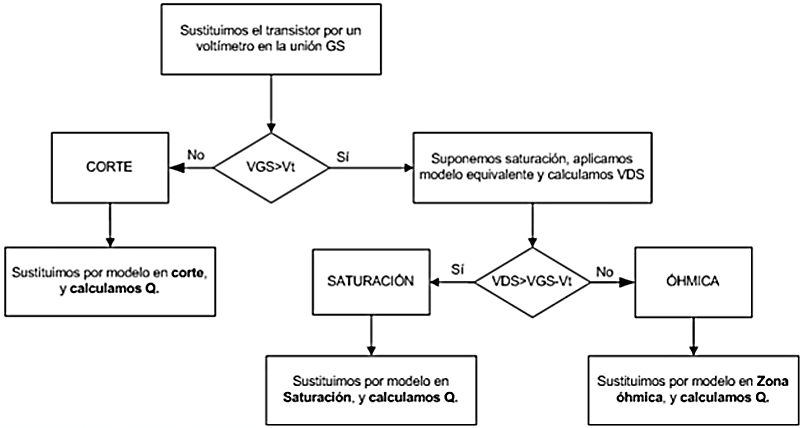 Sustituimos el transistor por un
voltímetro en la unión GS
CORTE
No
VGS>Vt
Sí
Suponemos saturación, aplicamos
modelo equivalente y calculamos VDS
Sustituimos por modelo en corte,
y calculamos Q.
SATURACIÓN
Sí
VDS>VGS-Vt
No
ÓHMICA
Sustituimos por modelo en
Saturación, y calculamos Q.
Sustituimos por modelo en Zona
óhmica, y calculamos Q.